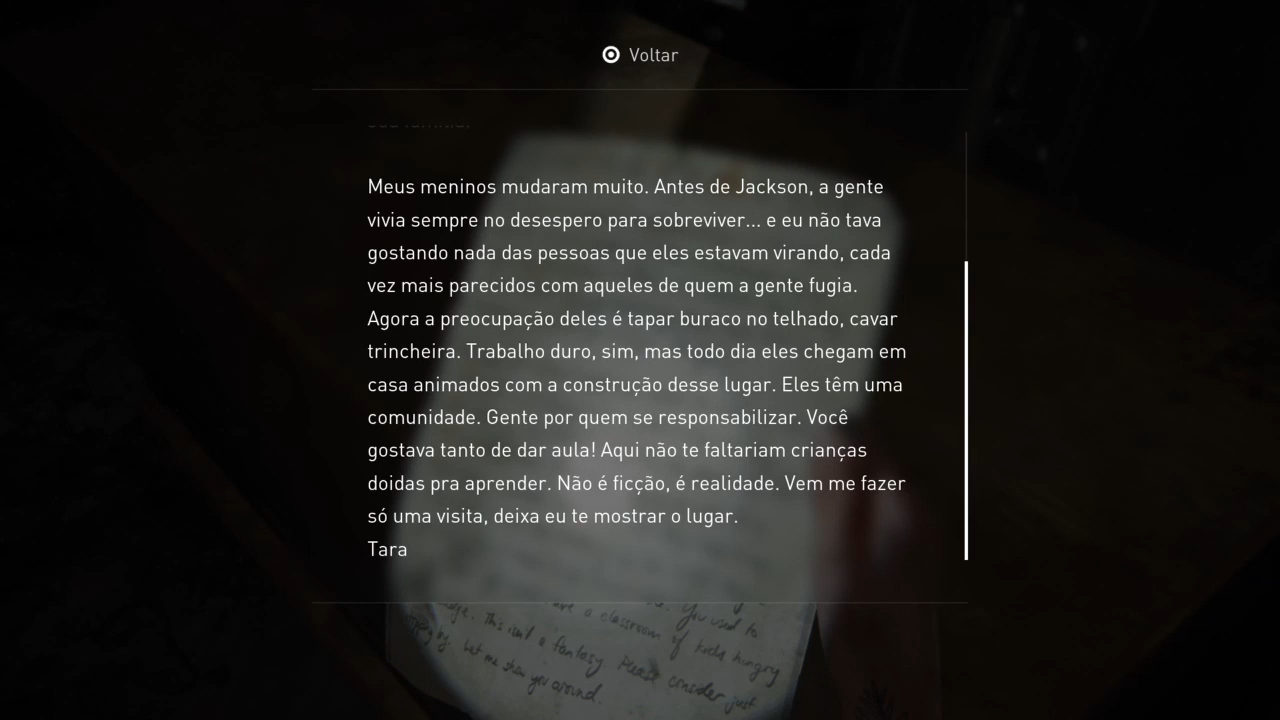 Voltar
Meus meninos mudaram muito. Antes de Jackson, a gente
vivia sempre no desespero para sobreviver... e eu não tava
gostando nada das pessoas que eles estavam virando, cada
vez mais parecidos com aqueles de quem a gente fugia.
Agora a preocupação deles é tapar buraco no telhado, cavar
trincheira. Trabalho duro, sim, mas todo dia eles chegam em
casa animados com a construção desse lugar. Eles têm uma
comunidade. Gente por quem se responsabilizar. Você
gostava tanto de dar aula! Aqui não te faltariam crianças
doidas pra aprender. Não é ficção, é realidade. Vem me fazer
só uma visita, deixa eu te mostrar o lugar.
Tara
You used to
a classroom of kids hungry
This isn't a fantasy. Please consider just
by. Let me show you around.